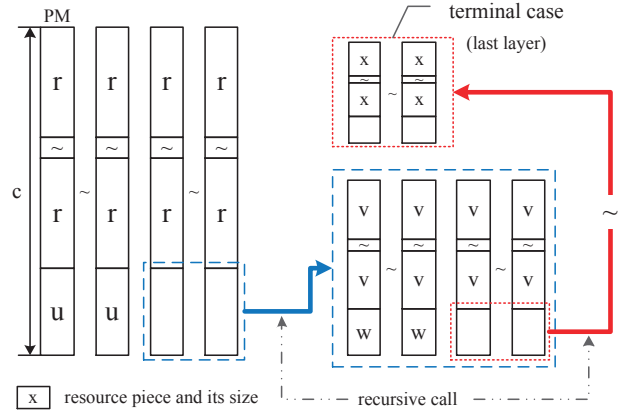 PM
terminal case
(last layer)
r r r r
x x
~ ~
~
x x
~ ~ ~ ~
c
~ ~
r r r r
v v v v
~
~ ~ ~ ~
~ ~
v v v v
u u
w w
x resource piece and its size
recursive call